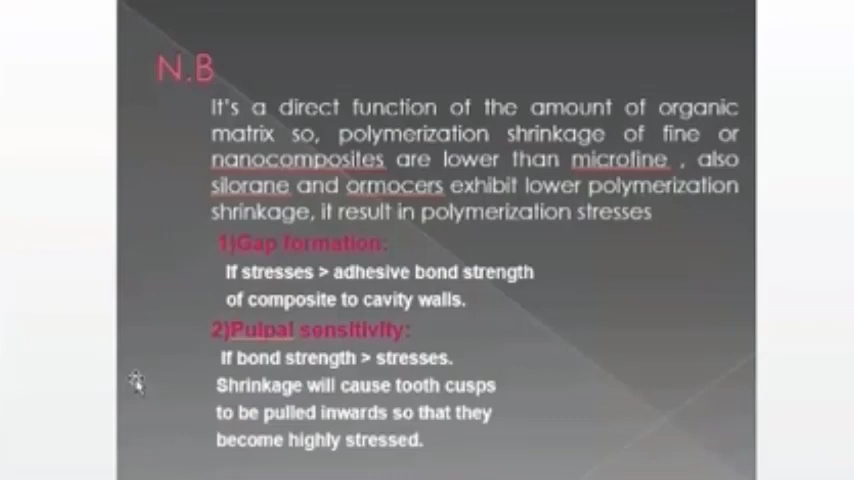 N.B
It's a direct function of the amount of organic
matrix so, polymerization shrinkage of fine or
nanocomposites are lower than microfine , also
silorane and ormocers exhibit lower polymerization
shrinkage, it result in polymerization stresses
1)Gap formation:
If stresses > adhesive bond strength
of composite to cavity walls.
2)Pulpal sensitivity:
If bond strength > stresses.
Shrinkage will cause tooth cusps
to be pulled inwards so that they
become highly stressed.